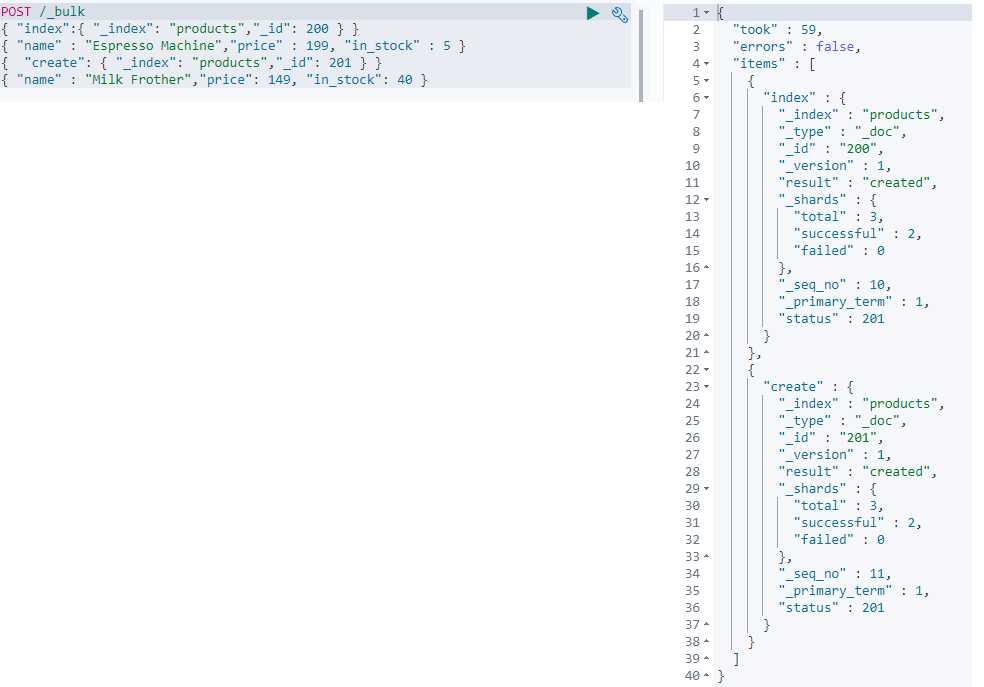 POST /_bulk
{ "index":{ "_index": "products","_id": 200 } }
{ "name" : "Espresso Machine","price" : 199, "in_stock" : 5 }
{  "create": { "_index": "products","_id": 201 } }
{ "name" : "Milk Frother","price": 149, "in_stock": 40 }
1 {
2   "took" : 59,
3   "errors" : false,
4   "items" : [
5     {
6       "index" : {
7         "_index" : "products",
8         "_type" : "_doc",
9         "_id" : "200",
10         "_version" : 1,
11         "result" : "created",
12         "_shards" : {
13           "total" : 3,
14           "successful" : 2,
15           "failed" : 0
16         },
17         "_seq_no" : 10,
18         "_primary_term" : 1,
19         "status" : 201
20       }
21     },
22     {
23       "create" : {
24         "_index" : "products",
25         "_type" : "_doc",
26         "_id" : "201",
27         "_version" : 1,
28         "result" : "created",
29         "_shards" : {
30           "total" : 3,
31           "successful" : 2,
32           "failed" : 0
33         },
34         "_seq_no" : 11,
35         "_primary_term" : 1,
36         "status" : 201
37       }
38     }
39   ]
40 }